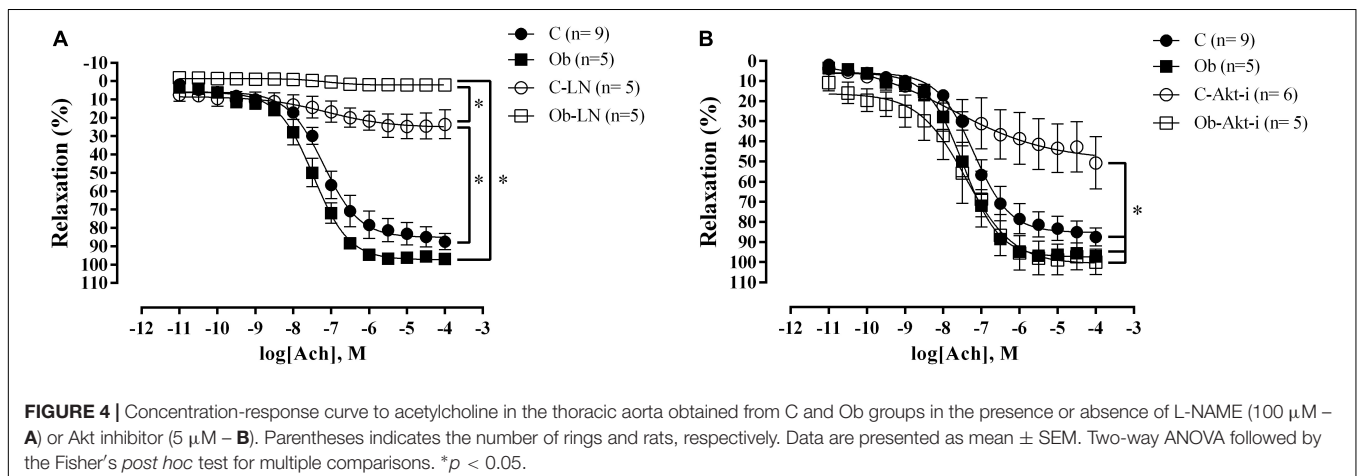 A
C (n= 9)
Ob (n=5)
C-LN (n= 5)
Ob-LN (n=5)
-10
0
10
20
30
40
50
60
70
80
90
100
110
Relaxation (%)
* * *
-12 -11 -10 -9 -8 -7 -6 -5 -4 -3
log[Ach], M
B
C (n= 9)
Ob (n=5)
C-Akt-i (n= 6)
Ob-Akt-i (n= 5)
0
10
20
30
40
50
60
70
80
90
100
110
Relaxation (%)
*
-12 -11 -10 -9 -8 -7 -6 -5 -4 -3
log[Ach], M
FIGURE 4 | Concentration-response curve to acetylcholine in the thoracic aorta obtained from C and Ob groups in the presence or absence of L-NAME (100 μM –
A) or Akt inhibitor (5 μM – B). Parentheses indicates the number of rings and rats, respectively. Data are presented as mean ± SEM. Two-way ANOVA followed by
the Fisher′s post hoc test for multiple comparisons. *p < 0.05.